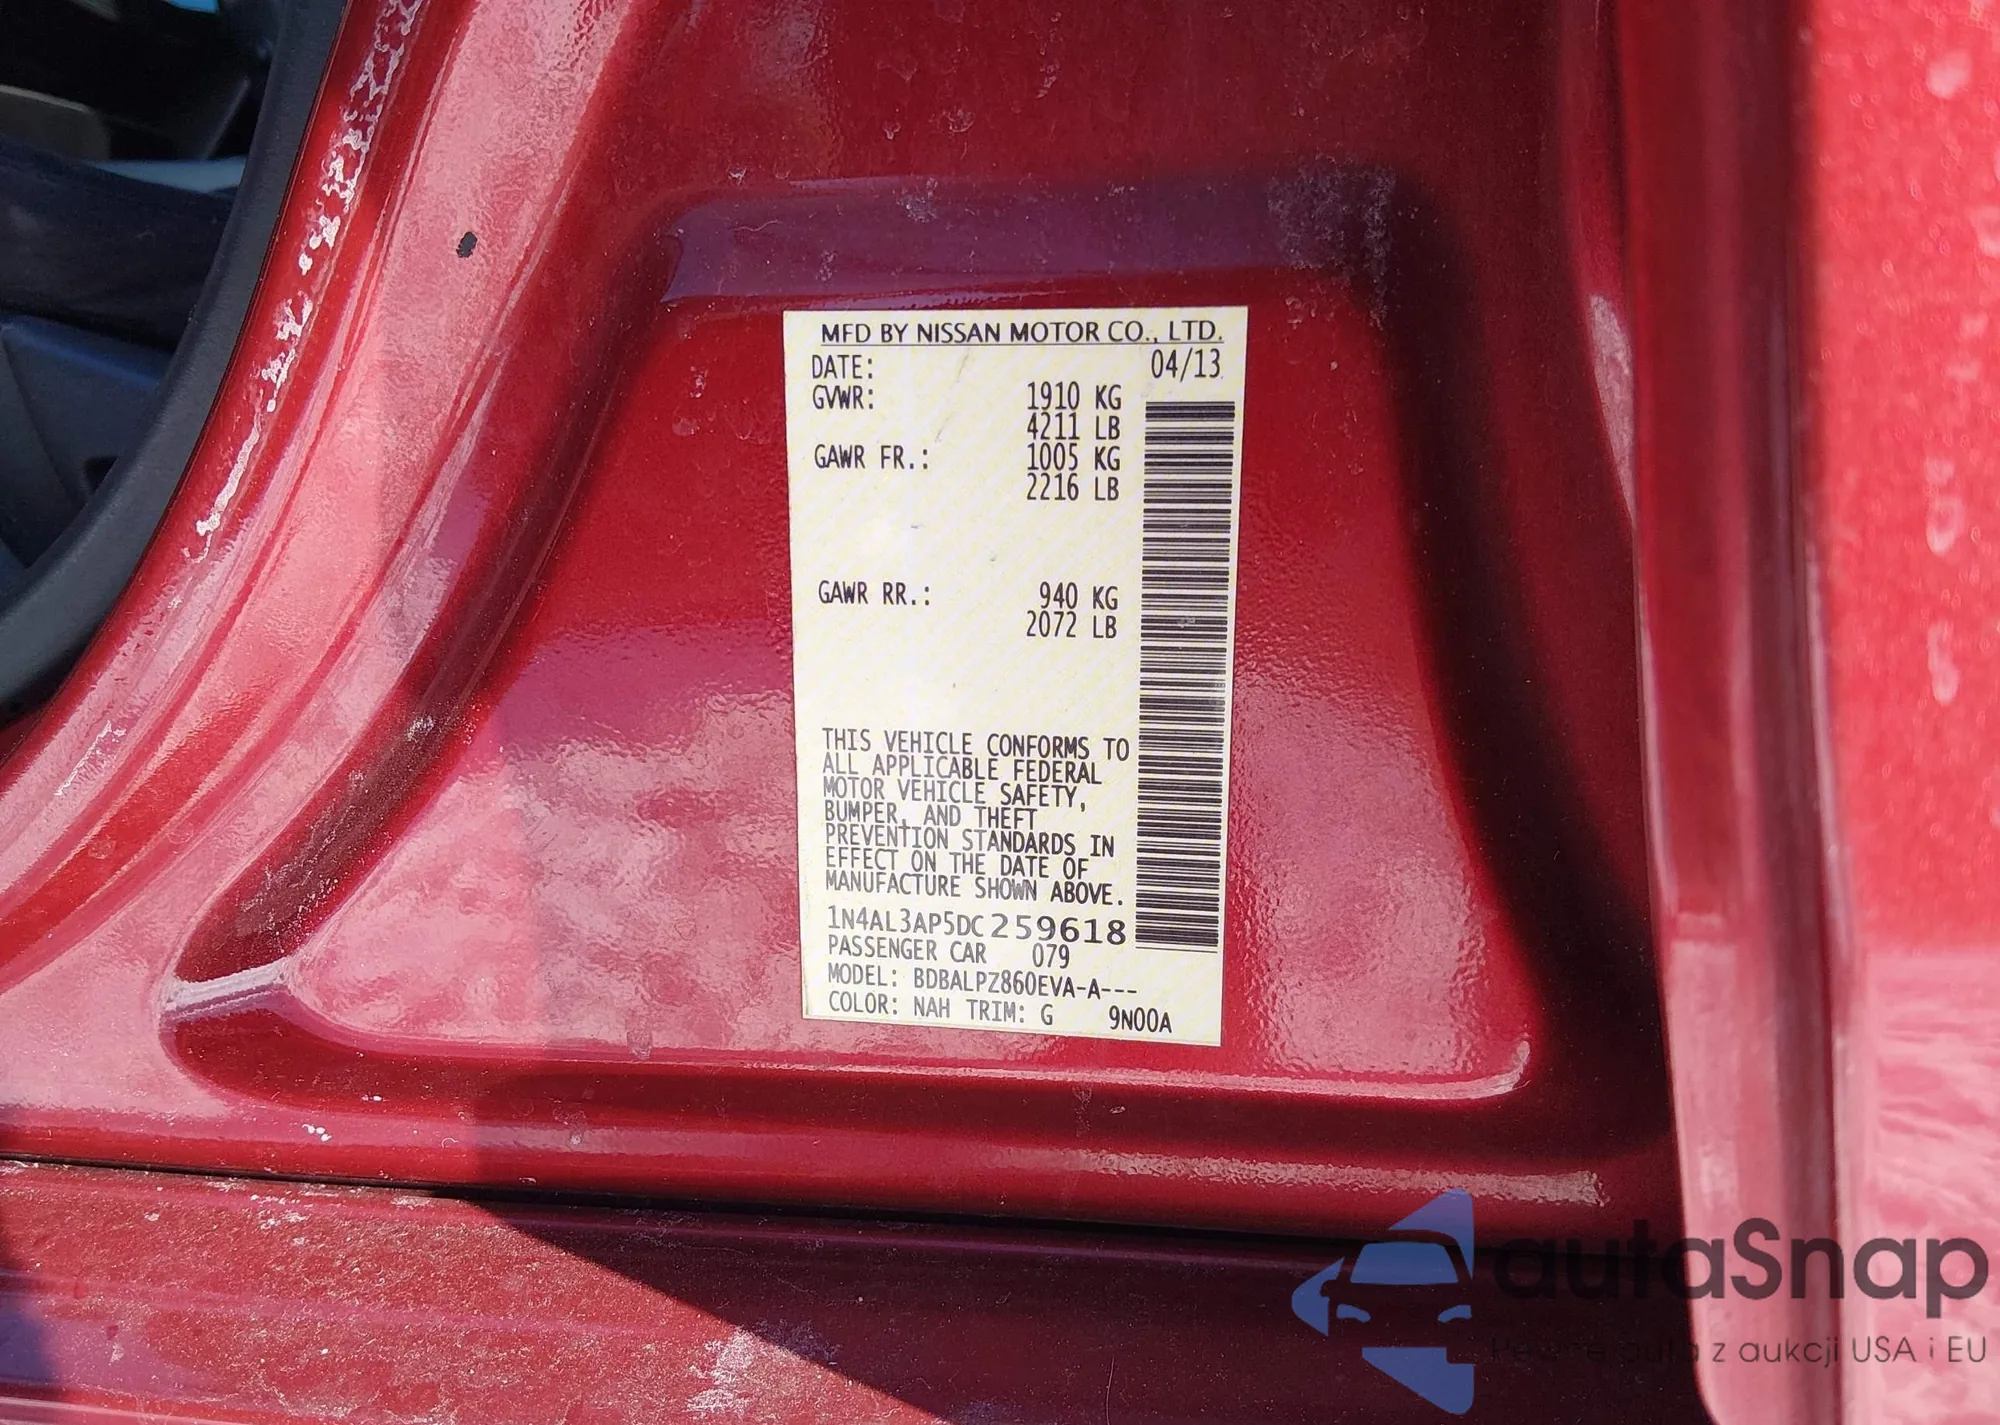 MFD BY NISSAN MOTOR CO., LTD.
DATE: 04/13
GVWR: 1910 KG
4211 LB
GAWR FR.: 1005 KG
2216 LB
GAWR RR.: 940 KG
2072 LB
THIS VEHICLE CONFORMS TO
ALL APPLICABLE FEDERAL
MOTOR VEHICLE SAFETY,
BUMPER, AND THEFT
PREVENTION STANDARDS IN
EFFECT ON THE DATE OF
MANUFACTURE SHOWN ABOVE.
1N4AL3AP5DC259618
PASSENGER CAR 079
MODEL: BDBALPZ860EVA-A---
COLOR: NAH TRIM: G 9N00A
autaSnap
auta z aukcji USA i EU